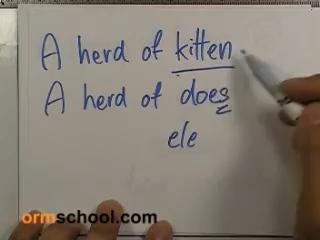 A herd of kitten
A herd of does
ele
ormschool.com